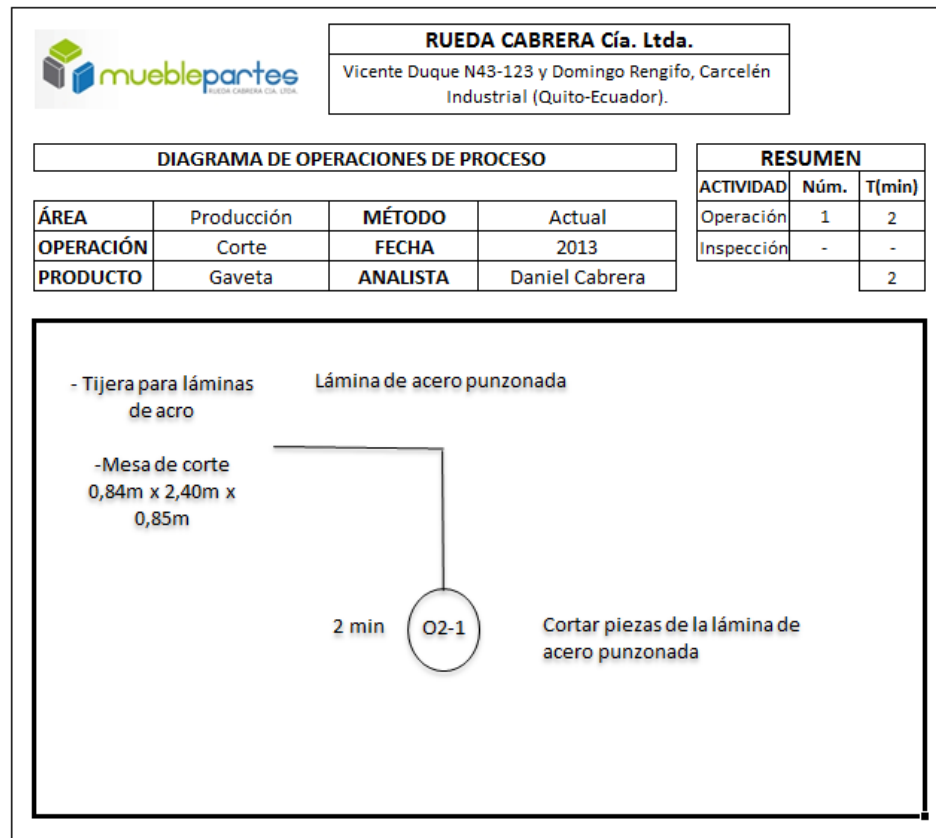 mueblepartes
RUEDA CABRERA CIA. LTDA.
RUEDA CABRERA Cía. Ltda.
Vicente Duque N43-123 y Domingo Rengifo, Carcelén
Industrial (Quito-Ecuador).
DIAGRAMA DE OPERACIONES DE PROCESO
RESUMEN
ACTIVIDAD Núm. T(min)
Operación 1 2
Inspección - -
2
ÁREA Producción MÉTODO Actual
OPERACIÓN Corte FECHA 2013
PRODUCTO Gaveta ANALISTA Daniel Cabrera
- Tijera para láminas
de acro
Lámina de acero punzonada
-Mesa de corte
0,84m x 2,40m x
0,85m
2 min
O2-1
Cortar piezas de la lámina de
acero punzonada